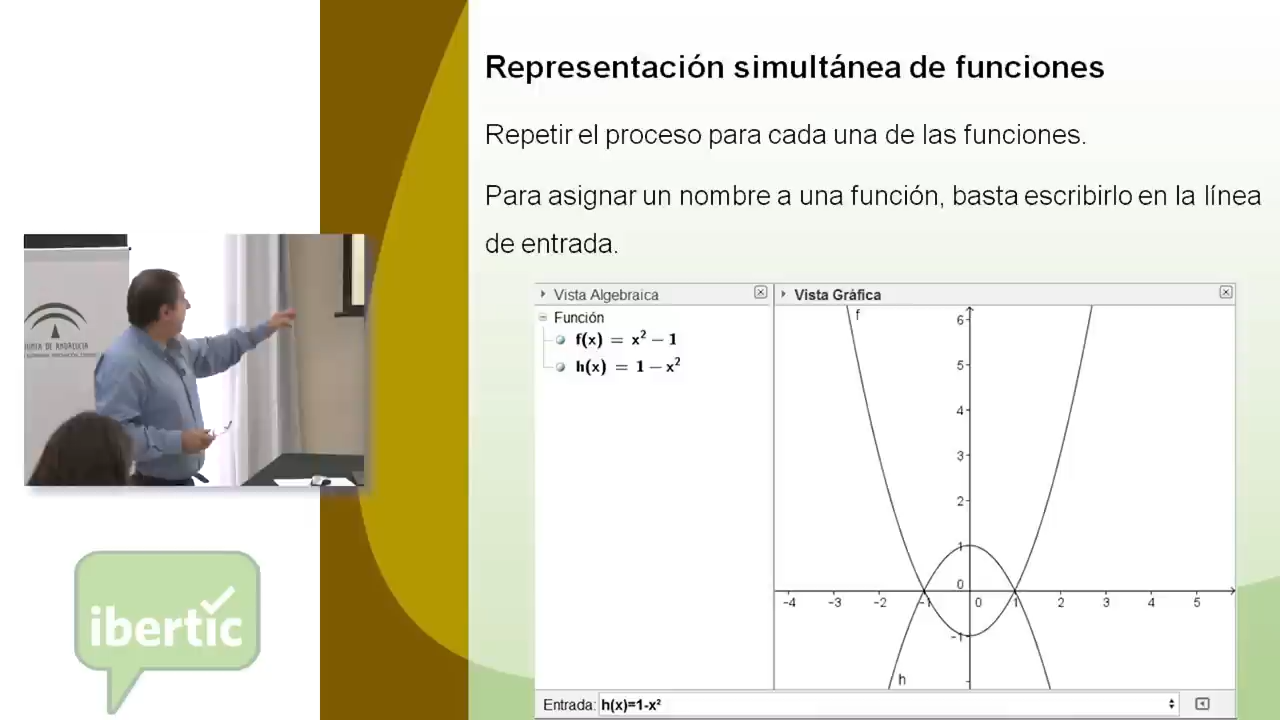 Representación simultánea de funciones
Repetir el proceso para cada una de las funciones.
Para asignar un nombre a una función, basta escribirlo en la línea
de entrada.
Vista Algebraica
Función
f(x) = x² − 1
h(x) = 1 − x²
Vista Gráfica
f
6
5
4
3
2
1
0
-4 -3 -2 -1 0 1 2 3 4 5
-1
h
Entrada: h(x)=1-x²
JUNTA DE ANDALUCIA
ibertic